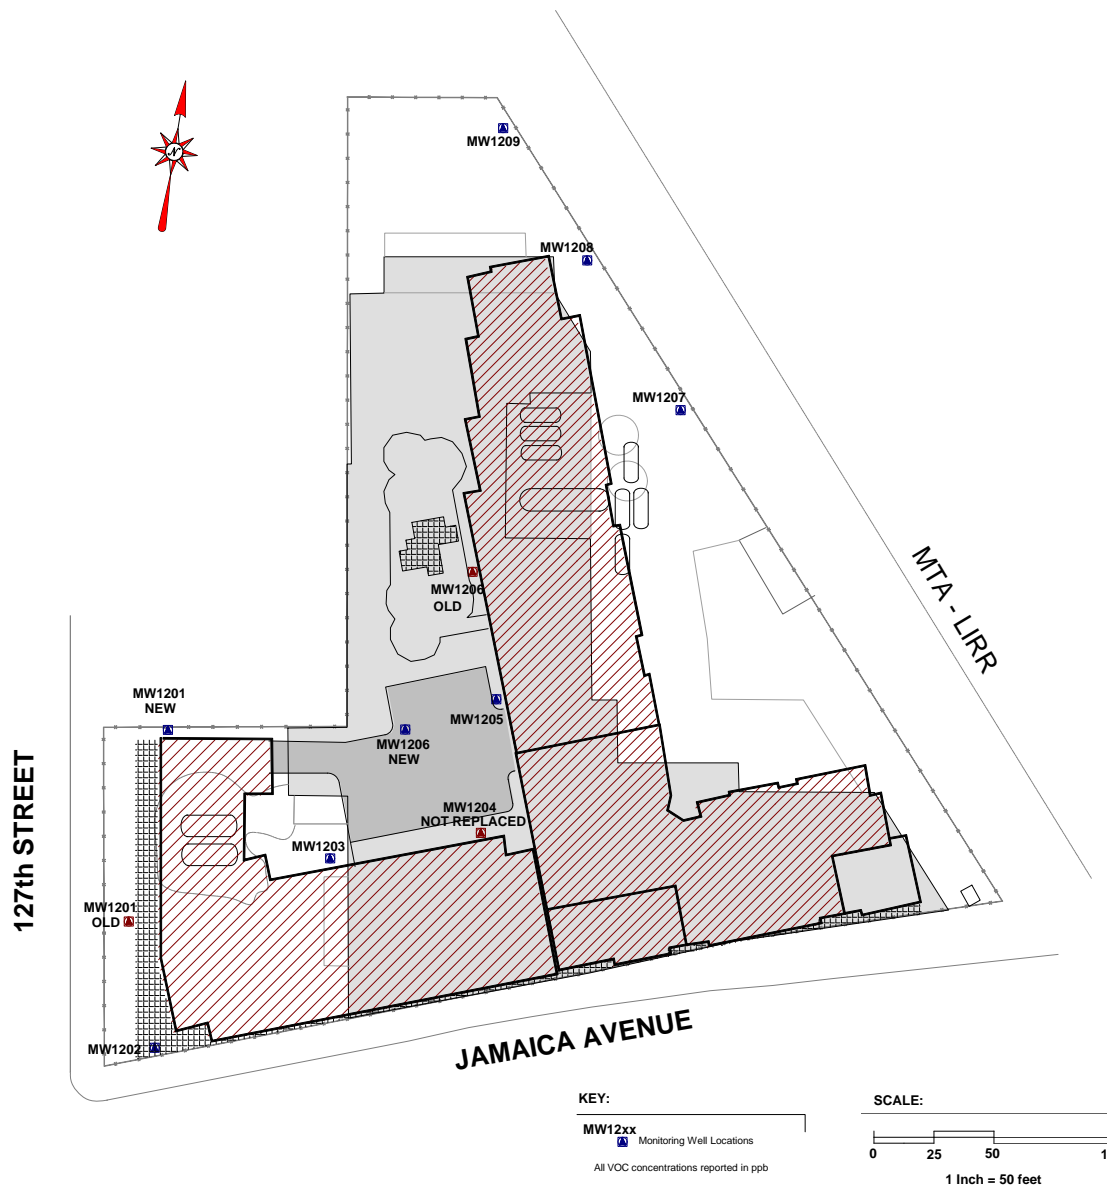 MW1209
N
MW1208
MW1207
MW1206
OLD
MTA - LIRR
MW1201
NEW
MW1205
MW1206
NEW
127th STREET
MW1204
NOT REPLACED
MW1203
MW1201
OLD
MW1202
JAMAICA AVENUE
KEY:
MW12xx
Monitoring Well Locations
All VOC concentrations reported in ppb
SCALE:
0
25
50
1 Inch = 50 feet